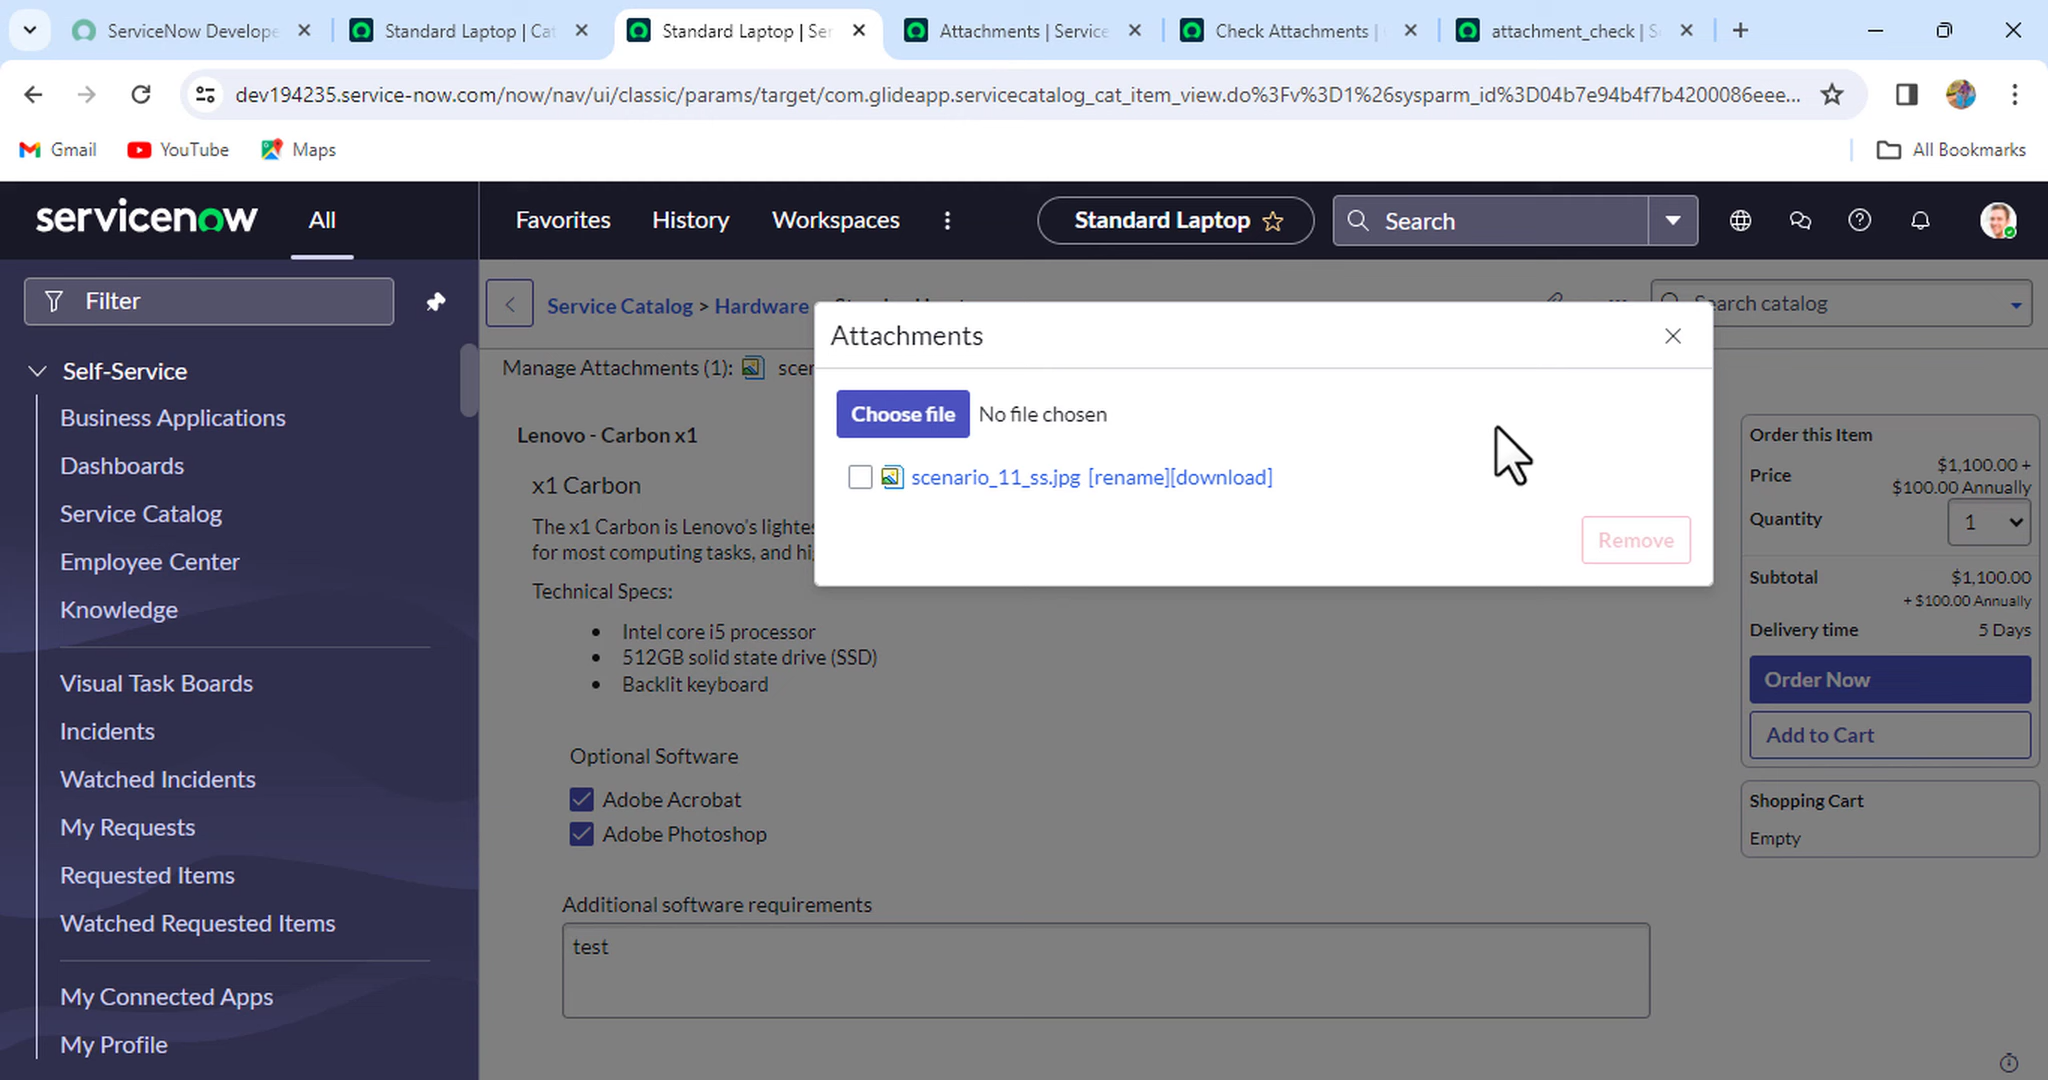 ServiceNow Develope
Standard Laptop | Cat
Standard Laptop | Ser
Attachments | Service
Check Attachments |
attachment_check | S
dev194235.service-now.com/now/nav/ui/classic/params/target/com.glideapp.servicecatalog_cat_item_view.do%3Fv%3D1%26sysparm_id%3D04b7e94b4f7b4200086eee...
Gmail
YouTube
Maps
All Bookmarks
servicenow
All
Favorites
History
Workspaces
Standard Laptop
Search
Filter
Self-Service
Business Applications
Dashboards
Service Catalog
Employee Center
Knowledge
Visual Task Boards
Incidents
Watched Incidents
My Requests
Requested Items
Watched Requested Items
My Connected Apps
My Profile
Service Catalog > Hardware
Search catalog
Manage Attachments (1): scen
Attachments
Choose file No file chosen
scenario_11_ss.jpg [rename][download]
Remove
Lenovo - Carbon x1
x1 Carbon
The x1 Carbon is Lenovo's lightes
for most computing tasks, and hi
Technical Specs:
Intel core i5 processor
512GB solid state drive (SSD)
Backlit keyboard
Optional Software
Adobe Acrobat
Adobe Photoshop
Additional software requirements
test
Order this Item
Price $1,100.00 +
$100.00 Annually
Quantity 1
Subtotal $1,100.00
+ $100.00 Annually
Delivery time 5 Days
Order Now
Add to Cart
Shopping Cart
Empty